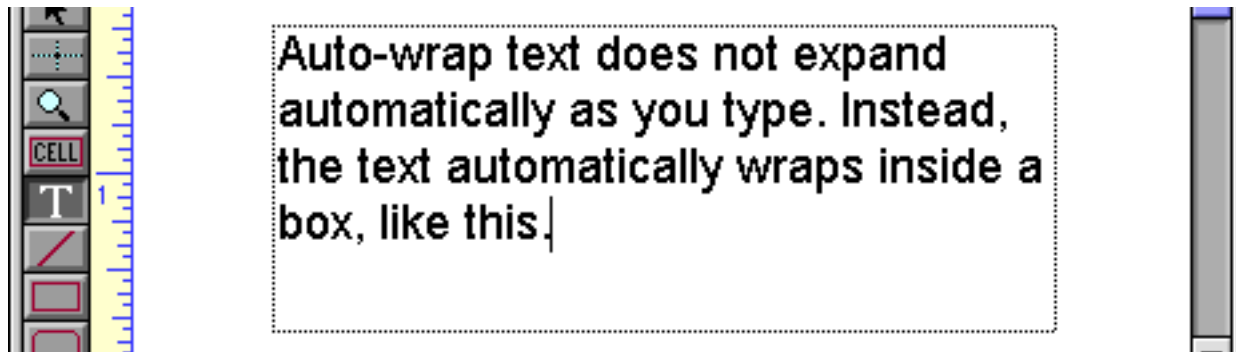 Auto-wrap text does not expand
automatically as you type. Instead,
the text automatically wraps inside a
box, like this.
CELL
T
1